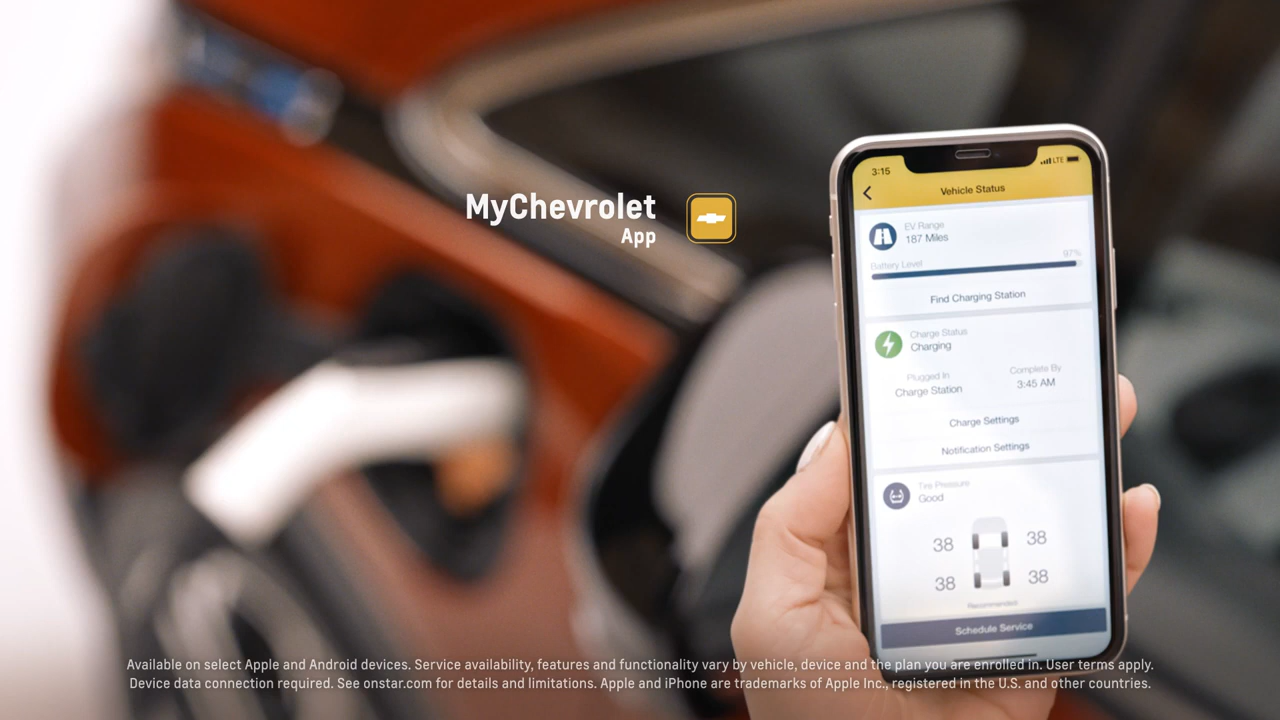 MyChevrolet
App
3:15
LTE
Vehicle Status
EV Range
187 Miles
Battery Level 97%
Find Charging Station
Charge Status
Charging
Plugged In Complete By
Charge Station 3:45 AM
Charge Settings
Notification Settings
Tire Pressure
Good
38 38
38 38
Recommended
Schedule Service
Available on select Apple and Android devices. Service availability, features and functionality vary by vehicle, device and the plan you are enrolled in. User terms apply.
Device data connection required. See onstar.com for details and limitations. Apple and iPhone are trademarks of Apple Inc., registered in the U.S. and other countries.